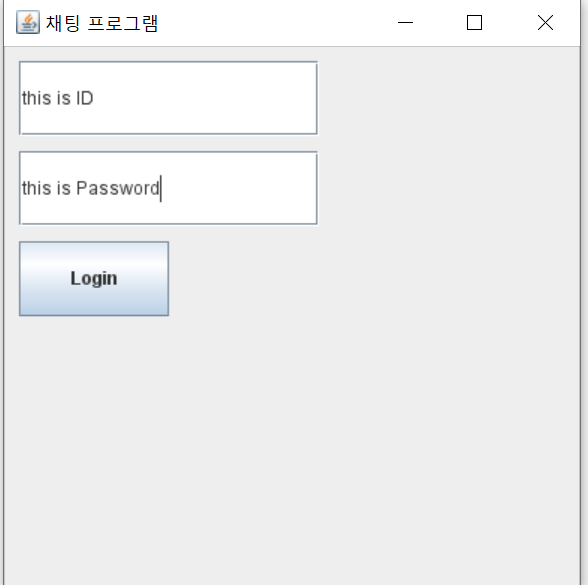 채팅 프로그램
this is ID
this is Password
Login